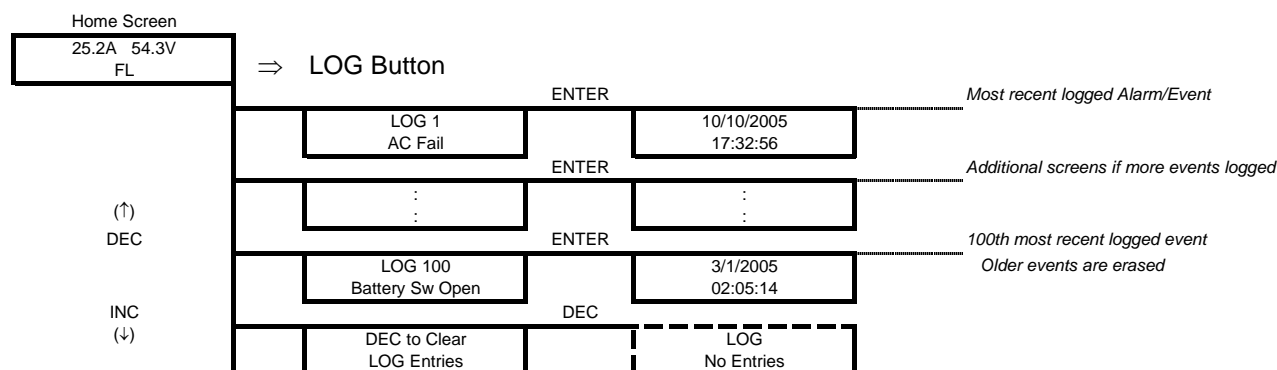 Home Screen
25.2A 54.3V
FL
⇒ LOG Button
ENTER
Most recent logged Alarm/Event
LOG 1
AC Fail
10/10/2005
17:32:56
ENTER
Additional screens if more events logged
:
:
:
:
(↑)
DEC
ENTER
100th most recent logged event
Older events are erased
LOG 100
Battery Sw Open
3/1/2005
02:05:14
INC
(↓)
DEC
DEC to Clear
LOG Entries
LOG
No Entries